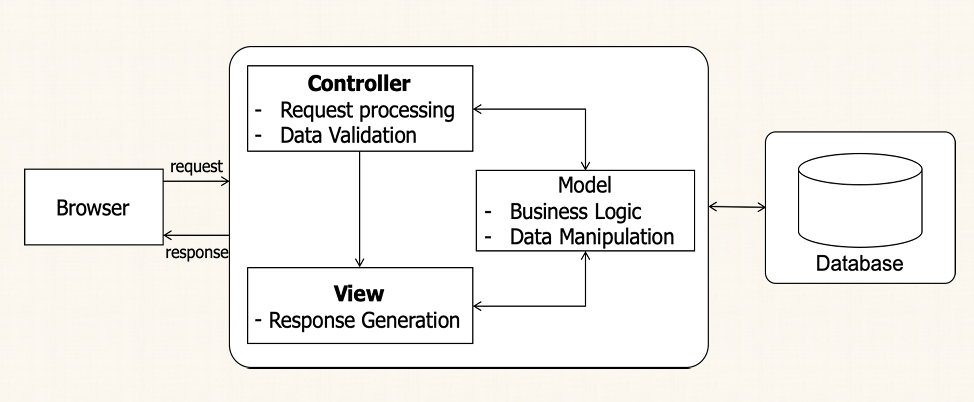 Controller
- Request processing
- Data Validation
request
Browser
response
Model
- Business Logic
- Data Manipulation
View
- Response Generation
Database